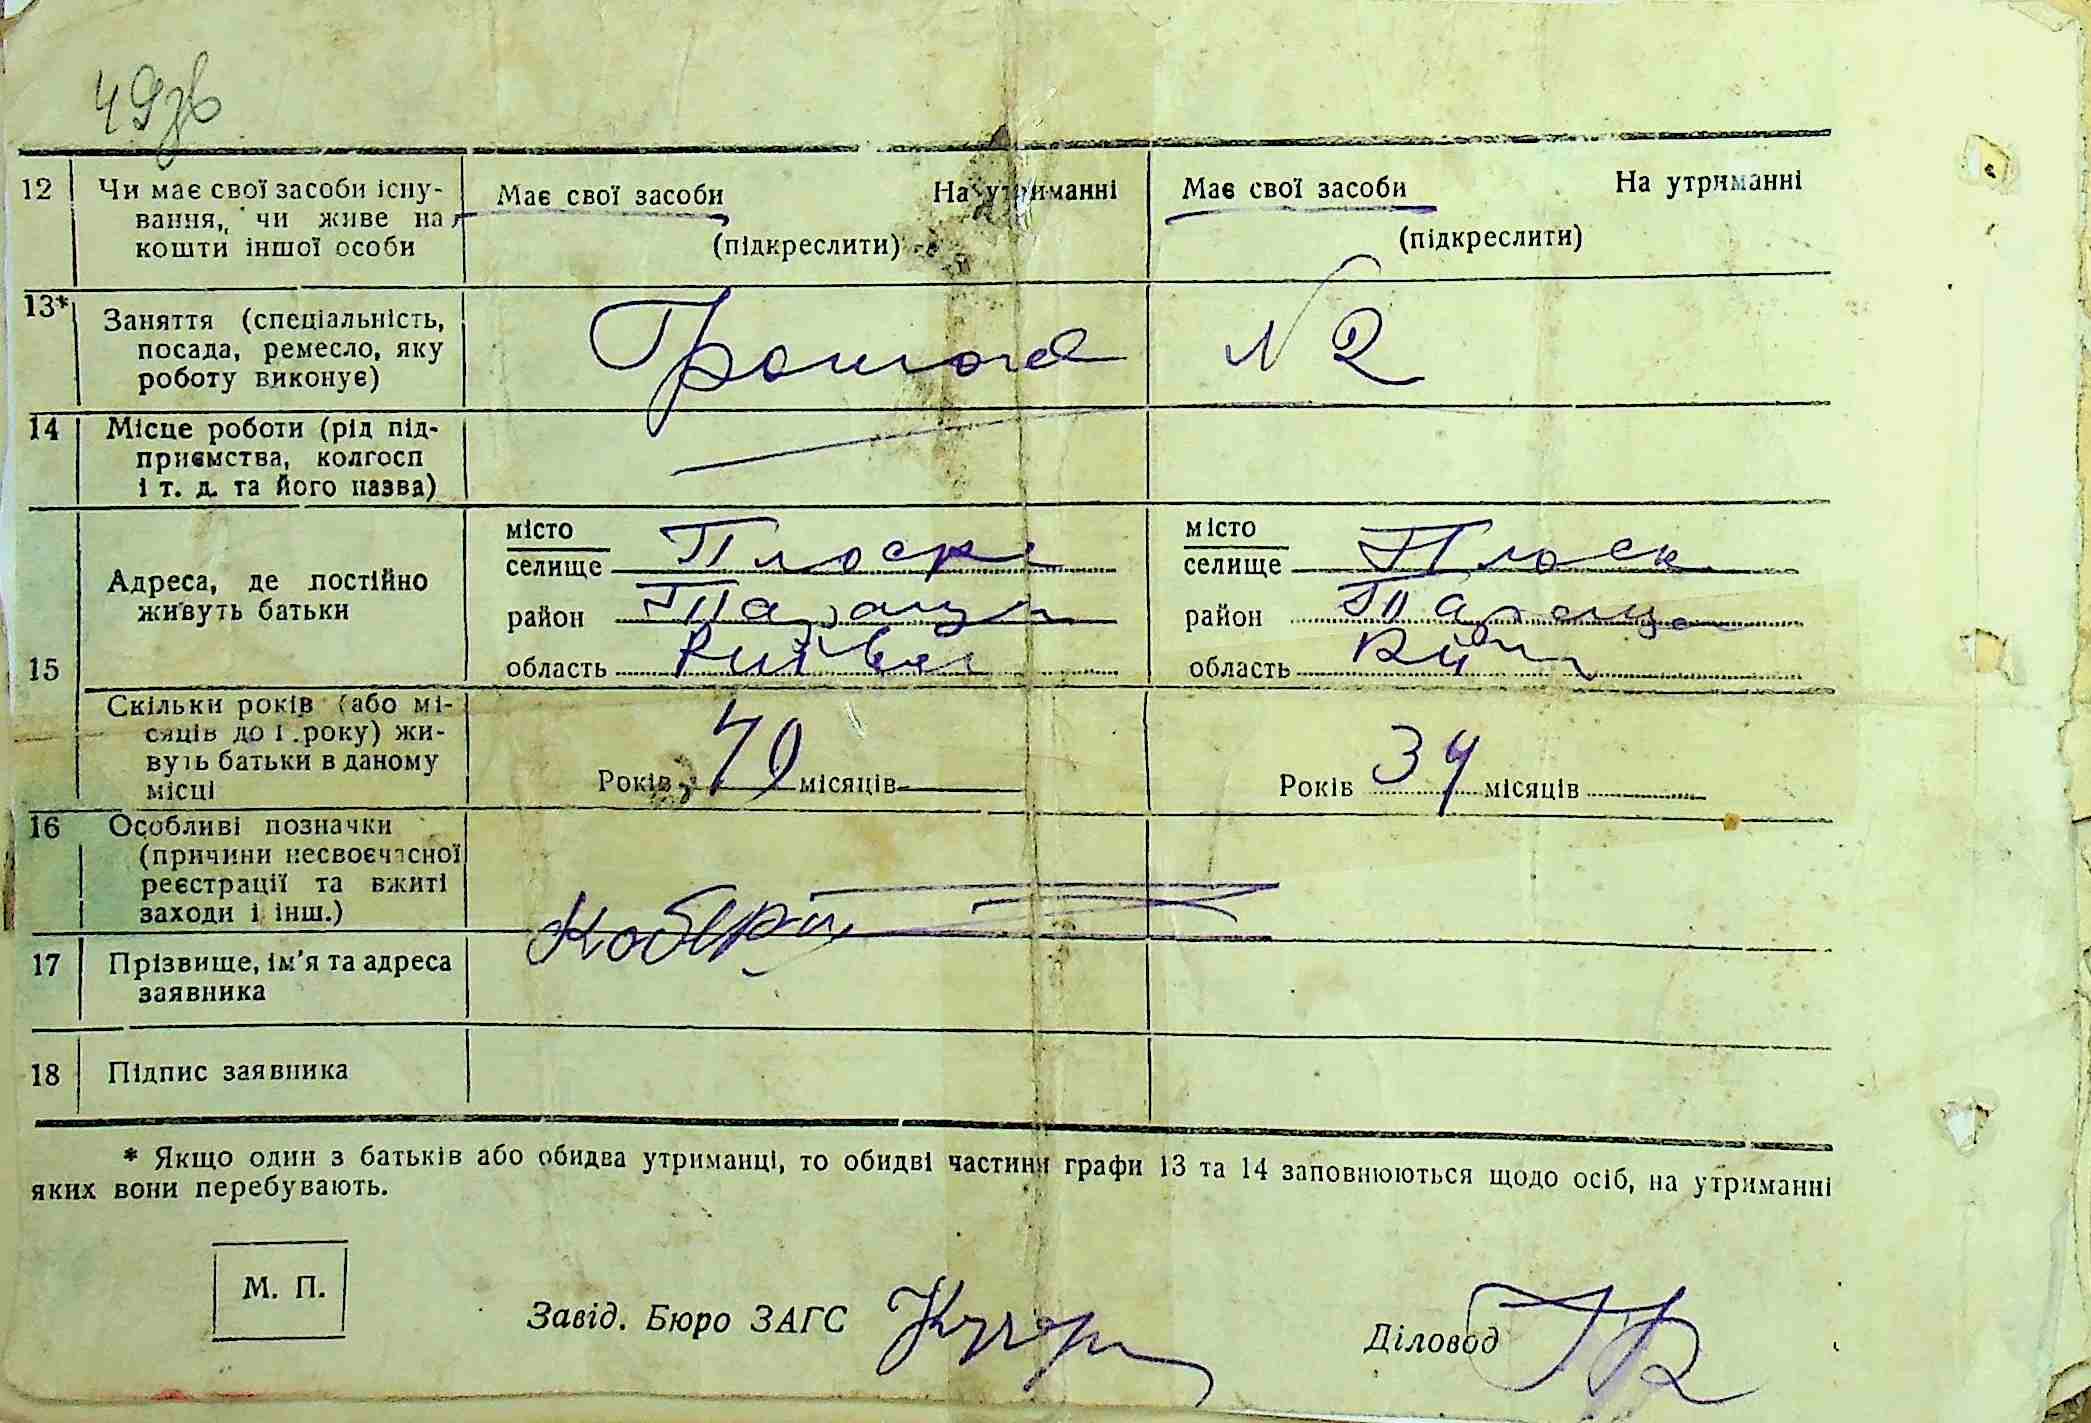 12 Чи має свої засоби існу-
вання, чи живе на
кошти іншої особи
Має свої засоби На утриманні
(підкреслити)
Має свої засоби На утриманні
(підкреслити)
13* Заняття (спеціальність,
посада, ремесло, яку
роботу виконує)
№ 2
14 Місце роботи (рід під-
приємства, колгосп
і т. д. та його назва)
15 Адреса, де постійно
живуть батьки
місто
селище
район
область
місто
селище Плоск
район
область
Скільки років (або мі-
сяців до 1 року) жи-
вуть батьки в даному
місці
Років місяців
Років 34 місяців
16 Особливі позначки
(причини несвоєчасної
реєстрації та вжиті
заходи і інш.)
17 Прізвище, ім'я та адреса
заявника
18 Підпис заявника
* Якщо один з батьків або обидва утриманці, то обидві частини графи 13 та 14 заповнюються щодо осіб, на утриманні
яких вони перебувають.
М. П.
Завід. Бюро ЗАГС
Діловод